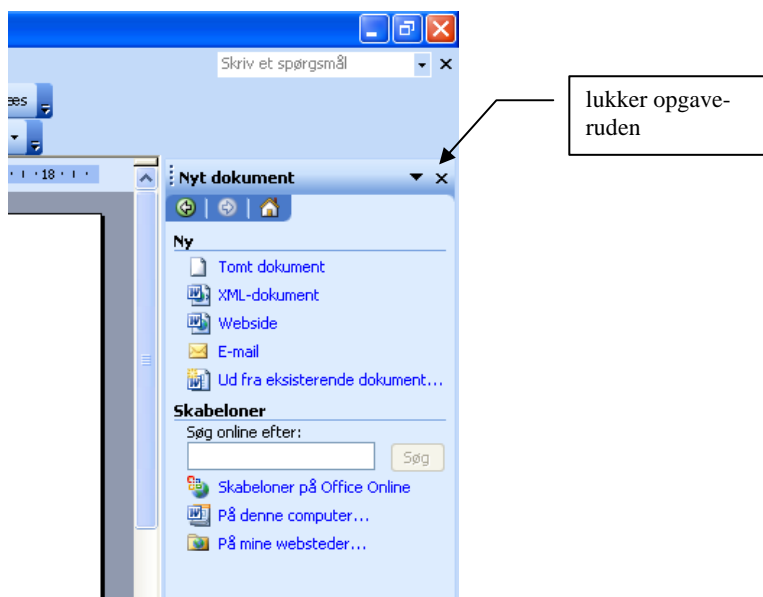 Skriv et spørgsmål
æs
lukker opgave-
ruden
18
Nyt dokument
Ny
Tomt dokument
XML-dokument
Webside
E-mail
Ud fra eksisterende dokument...
Skabeloner
Søg online efter:
Søg
Skabeloner på Office Online
På denne computer...
På mine websteder...